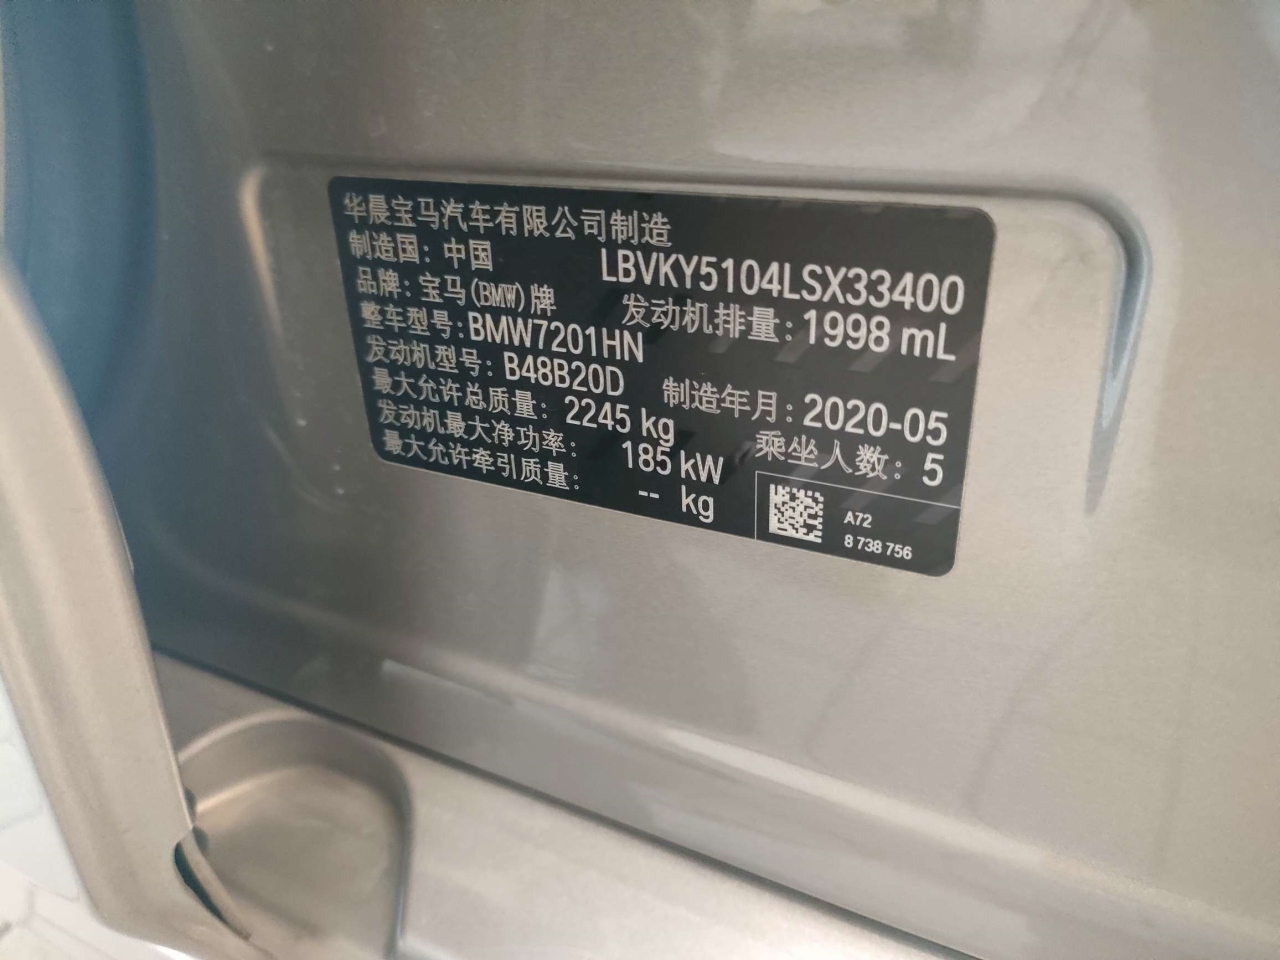 华晨宝马汽车有限公司制造
制造国：中国 LBVKY5104LSX33400
品牌：宝马(BMW)牌 发动机排量：1998 mL
整车型号：BMW7201HN
发动机型号：B48B20D 制造年月：2020-05
最大允许总质量：2245 kg 乘坐人数：5
发动机最大净功率：185 kW
最大允许牵引质量：-- kg
A72
8 738 756